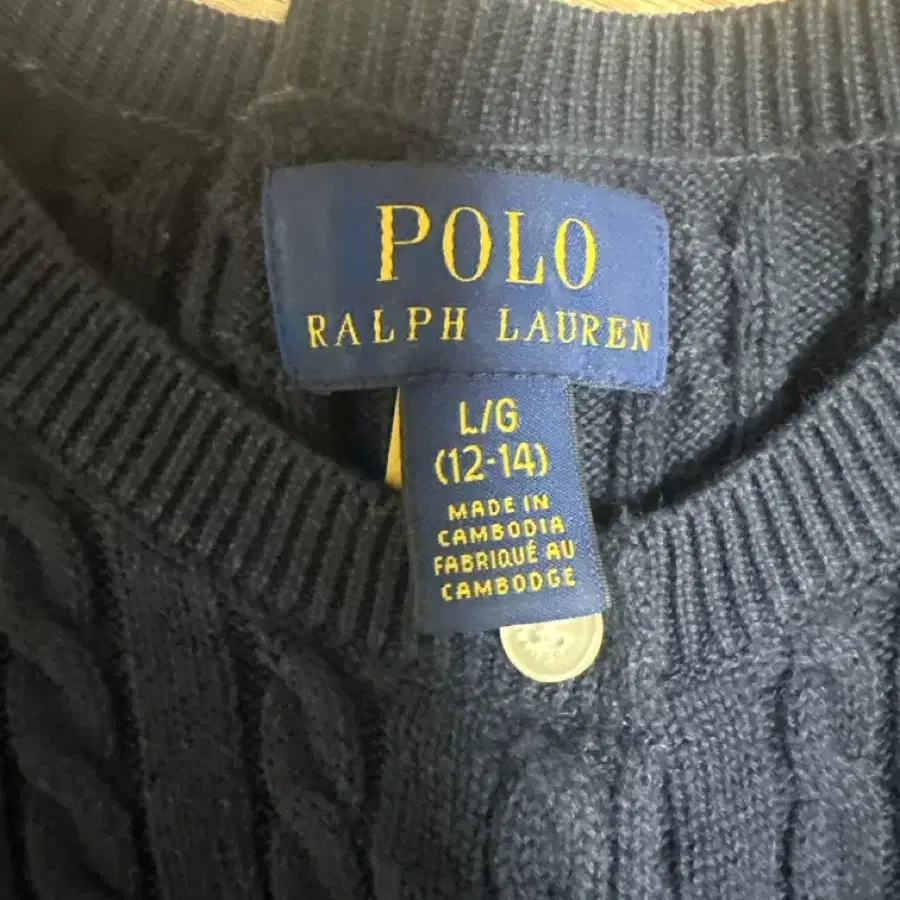 POLO
RALPH LAUREN
L/G
(12-14)
MADE IN
CAMBODIA
FABRIQUÉ AU
CAMBODGE